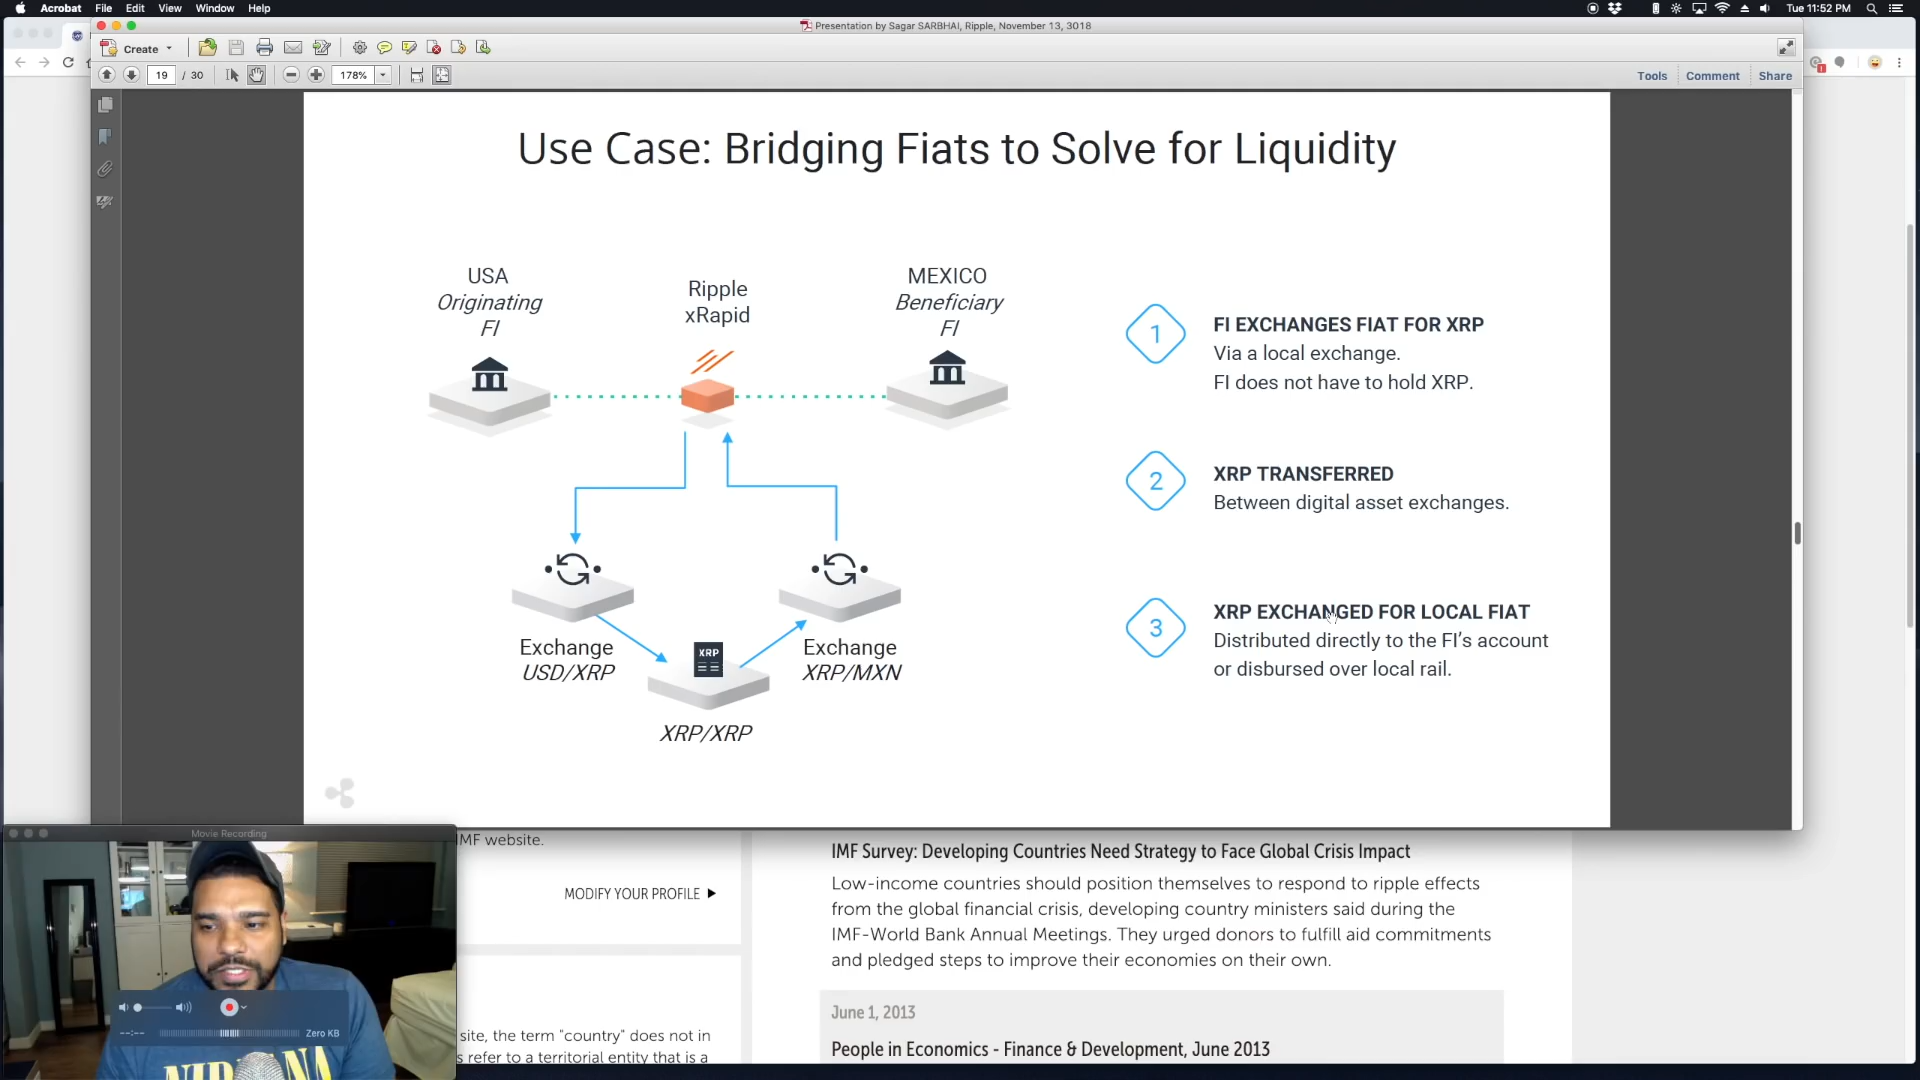 Acrobat File Edit View Window Help
Tue 11:52 PM
Presentation by Sagar SARBHAI, Ripple, November 13, 3018
Create
19 / 30
178%
Tools Comment Share
Use Case: Bridging Fiats to Solve for Liquidity
USA
Originating
FI
Ripple
xRapid
MEXICO
Beneficiary
FI
Exchange
USD/XRP
XRP
XRP/XRP
Exchange
XRP/MXN
1
FI EXCHANGES FIAT FOR XRP
Via a local exchange.
FI does not have to hold XRP.
2
XRP TRANSFERRED
Between digital asset exchanges.
3
XRP EXCHANGED FOR LOCAL FIAT
Distributed directly to the FI's account
or disbursed over local rail.
Movie Recording
--:--
Zero KB
NIRVANA
IMF website.
MODIFY YOUR PROFILE
site, the term "country" does not in
s refer to a territorial entity that is a
IMF Survey: Developing Countries Need Strategy to Face Global Crisis Impact
Low-income countries should position themselves to respond to ripple effects
from the global financial crisis, developing country ministers said during the
IMF-World Bank Annual Meetings. They urged donors to fulfill aid commitments
and pledged steps to improve their economies on their own.
June 1, 2013
People in Economics - Finance & Development, June 2013